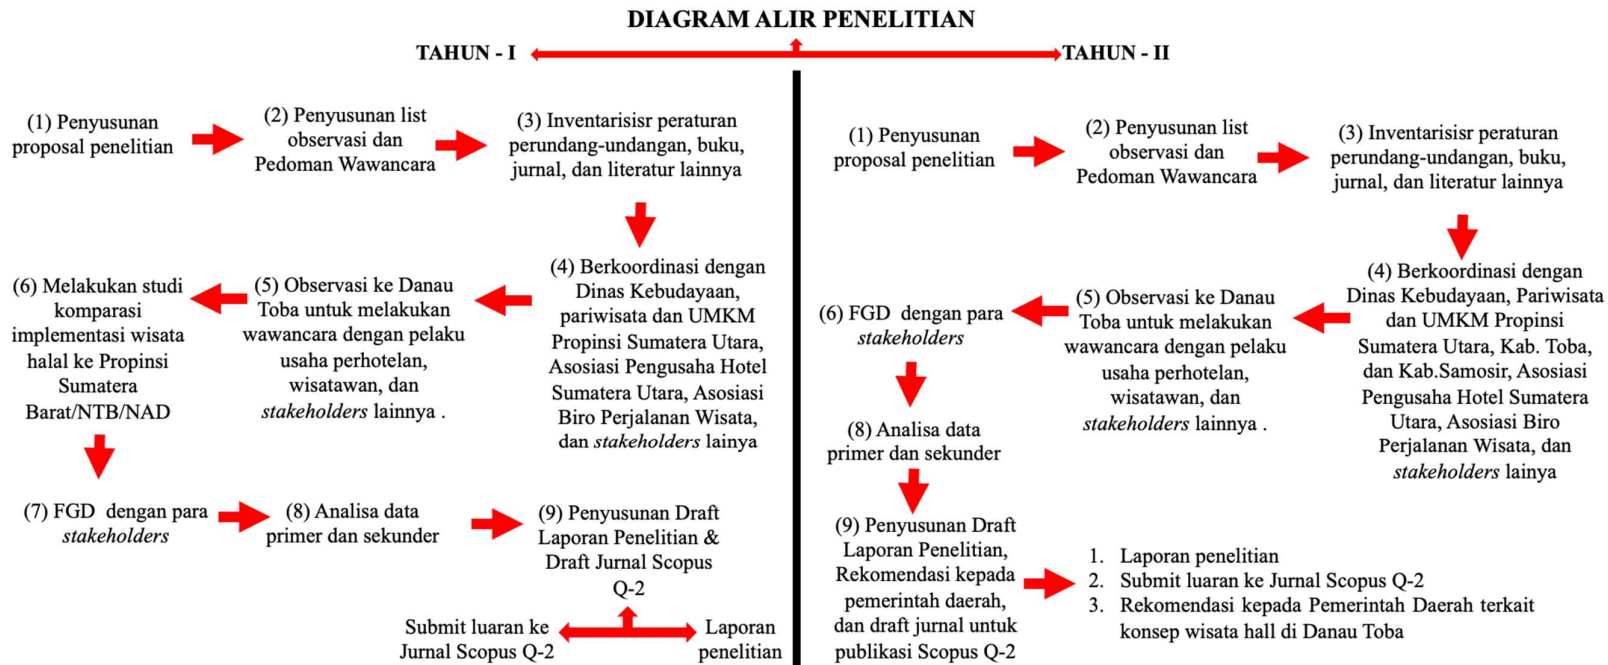 DIAGRAM ALIR PENELITIAN
TAHUN - I
TAHUN - II
(1) Penyusunan
proposal penelitian
(2) Penyusunan list
observasi dan
Pedoman Wawancara
(3) Inventarisisr peraturan
perundang-undangan, buku,
jurnal, dan literatur lainnya
(4) Berkoordinasi dengan
Dinas Kebudayaan,
pariwisata dan UMKM
Propinsi Sumatera Utara,
Asosiasi Pengusaha Hotel
Sumatera Utara, Asosiasi
Biro Perjalanan Wisata,
dan stakeholders lainya
(5) Observasi ke Danau
Toba untuk melakukan
wawancara dengan pelaku
usaha perhotelan,
wisatawan, dan
stakeholders lainnya .
(6) Melakukan studi
komparasi
implementasi wisata
halal ke Propinsi
Sumatera
Barat/NTB/NAD
(7) FGD dengan para
stakeholders
(8) Analisa data
primer dan sekunder
(9) Penyusunan Draft
Laporan Penelitian &
Draft Jurnal Scopus
Q-2
Submit luaran ke
Jurnal Scopus Q-2
Laporan
penelitian
(1) Penyusunan
proposal penelitian
(2) Penyusunan list
observasi dan
Pedoman Wawancara
(3) Inventarisisr peraturan
perundang-undangan, buku,
jurnal, dan literatur lainnya
(4) Berkoordinasi dengan
Dinas Kebudayaan, Pariwisata
dan UMKM Propinsi
Sumatera Utara, Kab. Toba,
dan Kab.Samosir, Asosiasi
Pengusaha Hotel Sumatera
Utara, Asosiasi Biro
Perjalanan Wisata, dan
stakeholders lainya
(5) Observasi ke Danau
Toba untuk melakukan
wawancara dengan pelaku
usaha perhotelan,
wisatawan, dan
stakeholders lainnya .
(6) FGD dengan para
stakeholders
(8) Analisa data
primer dan sekunder
(9) Penyusunan Draft
Laporan Penelitian,
Rekomendasi kepada
pemerintah daerah,
dan draft jurnal untuk
publikasi Scopus Q-2
1. Laporan penelitian
2. Submit luaran ke Jurnal Scopus Q-2
3. Rekomendasi kepada Pemerintah Daerah terkait
konsep wisata hall di Danau Toba